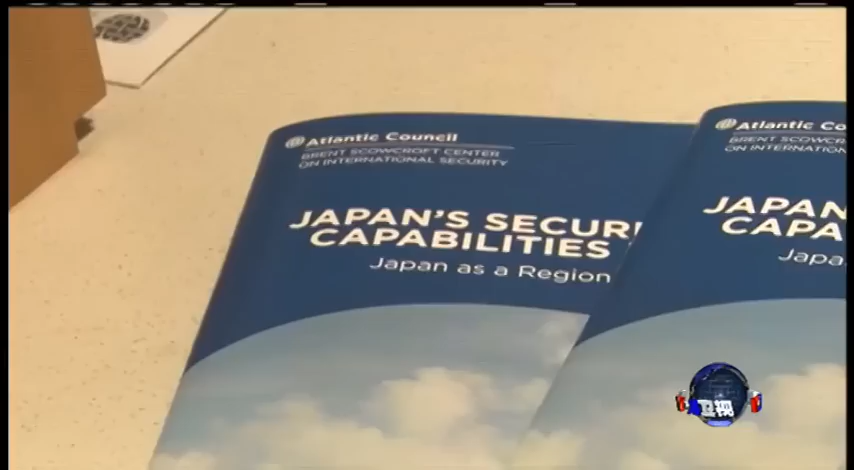 Atlantic Council
BRENT SCOWCROFT CENTER
ON INTERNATIONAL SECURITY
JAPAN'S SECURI
CAPABILITIES
Japan as a Region
Atlantic Co
BRENT SCOWCROF
ON INTERNATION
JAPAN
CAPA
Japa
卫视